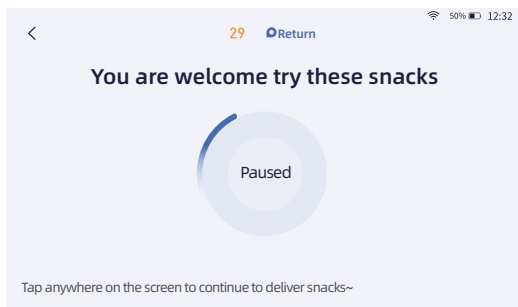 50% 12:32
29 Return
You are welcome try these snacks
Paused
Tap anywhere on the screen to continue to deliver snacks~